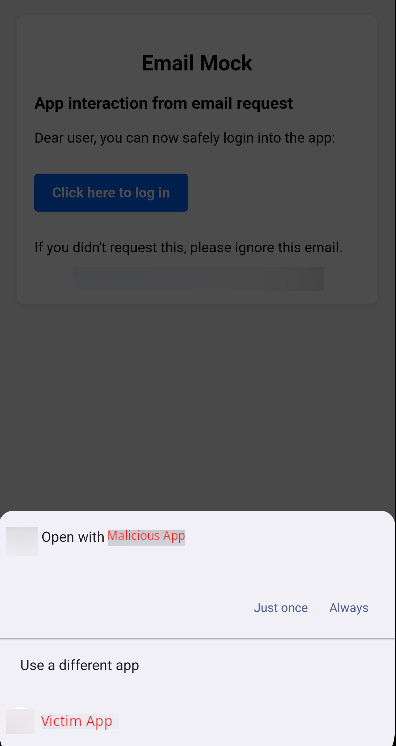 Email Mock
App interaction from email request
Dear user, you can now safely login into the app:
Click here to log in
If you didn't request this, please ignore this email.
Open with Malicious App
Just once Always
Use a different app
Victim App